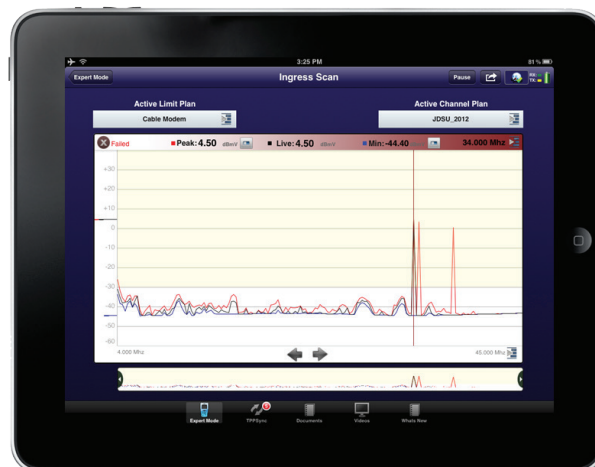 3:25 PM
81%
Expert Mode
Ingress Scan
Pause
RX:
TX:
Active Limit Plan
Active Channel Plan
Cable Modem
JDSU_2012
Failed
Peak: 4.50 dBmV
Live: 4.50 dBmV
Min: -44.40
34.000 Mhz
+30
+20
+10
0
-10
-20
-30
-40
-50
-60
4.000 Mhz
45.000 Mhz
Expert Mode
TPPSync
Documents
Videos
Whats New